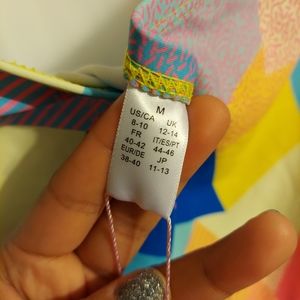 M
US/CA UK
8-10 12-14
FR IT/ES/PT
40-42 44-46
EUR/DE JP
38-40 11-13